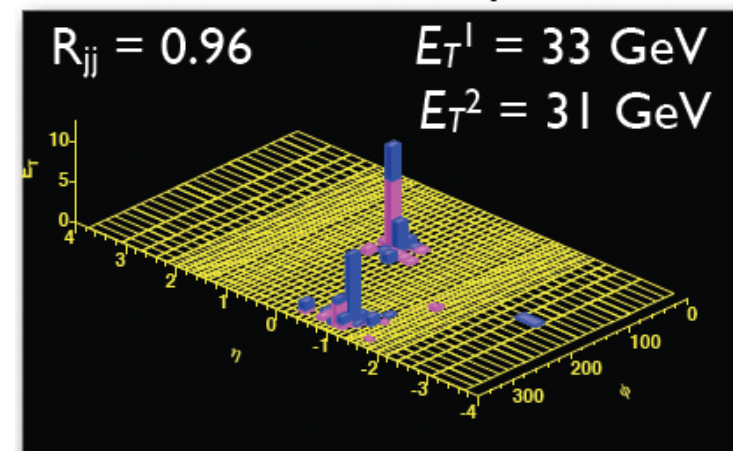 Rjj = 0.96
ET1 = 33 GeV
ET2 = 31 GeV
ET
10
5
0
4
3
2
1
0
-1
-2
-3
-4
η
0
100
200
300
φ